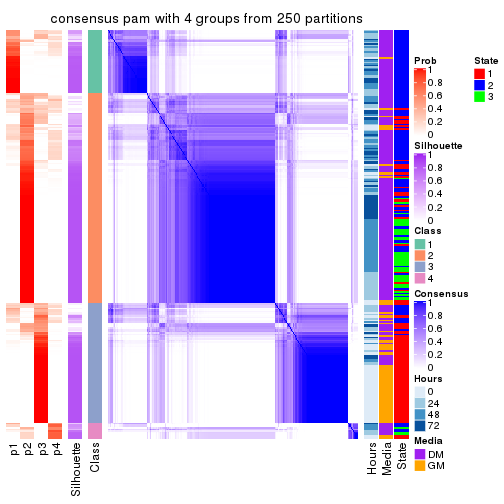 consensus pam with 4 groups from 250 partitions
p1
p2
p3
p4
Silhouette
Class
Hours
Media
State
Prob
1
0.8
0.6
0.4
0.2
0
Silhouette
1
0.8
0.6
0.4
0.2
0
Class
1
2
3
4
Consensus
1
0.8
0.6
0.4
0.2
0
Hours
0
24
48
72
Media
DM
GM
State
1
2
3